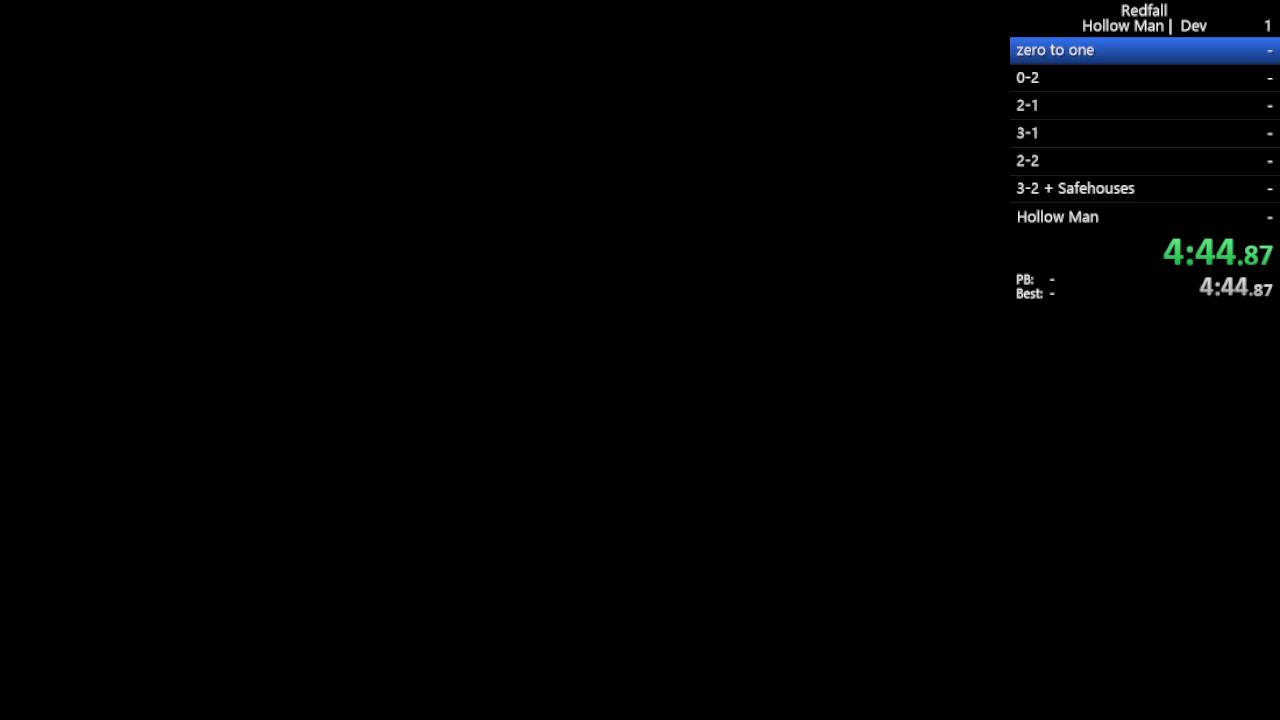 Redfall
Hollow Man | Dev 1
zero to one -
0-2 -
2-1 -
3-1 -
2-2 -
3-2 + Safehouses -
Hollow Man -
4:44.87
PB: -
Best: -
4:44.87